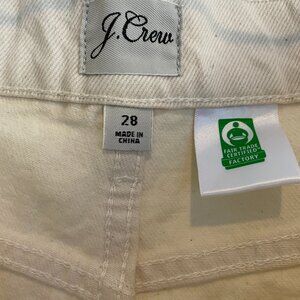 J.Crew
28
MADE IN
CHINA
FAIR TRADE
CERTIFIED
FACTORY